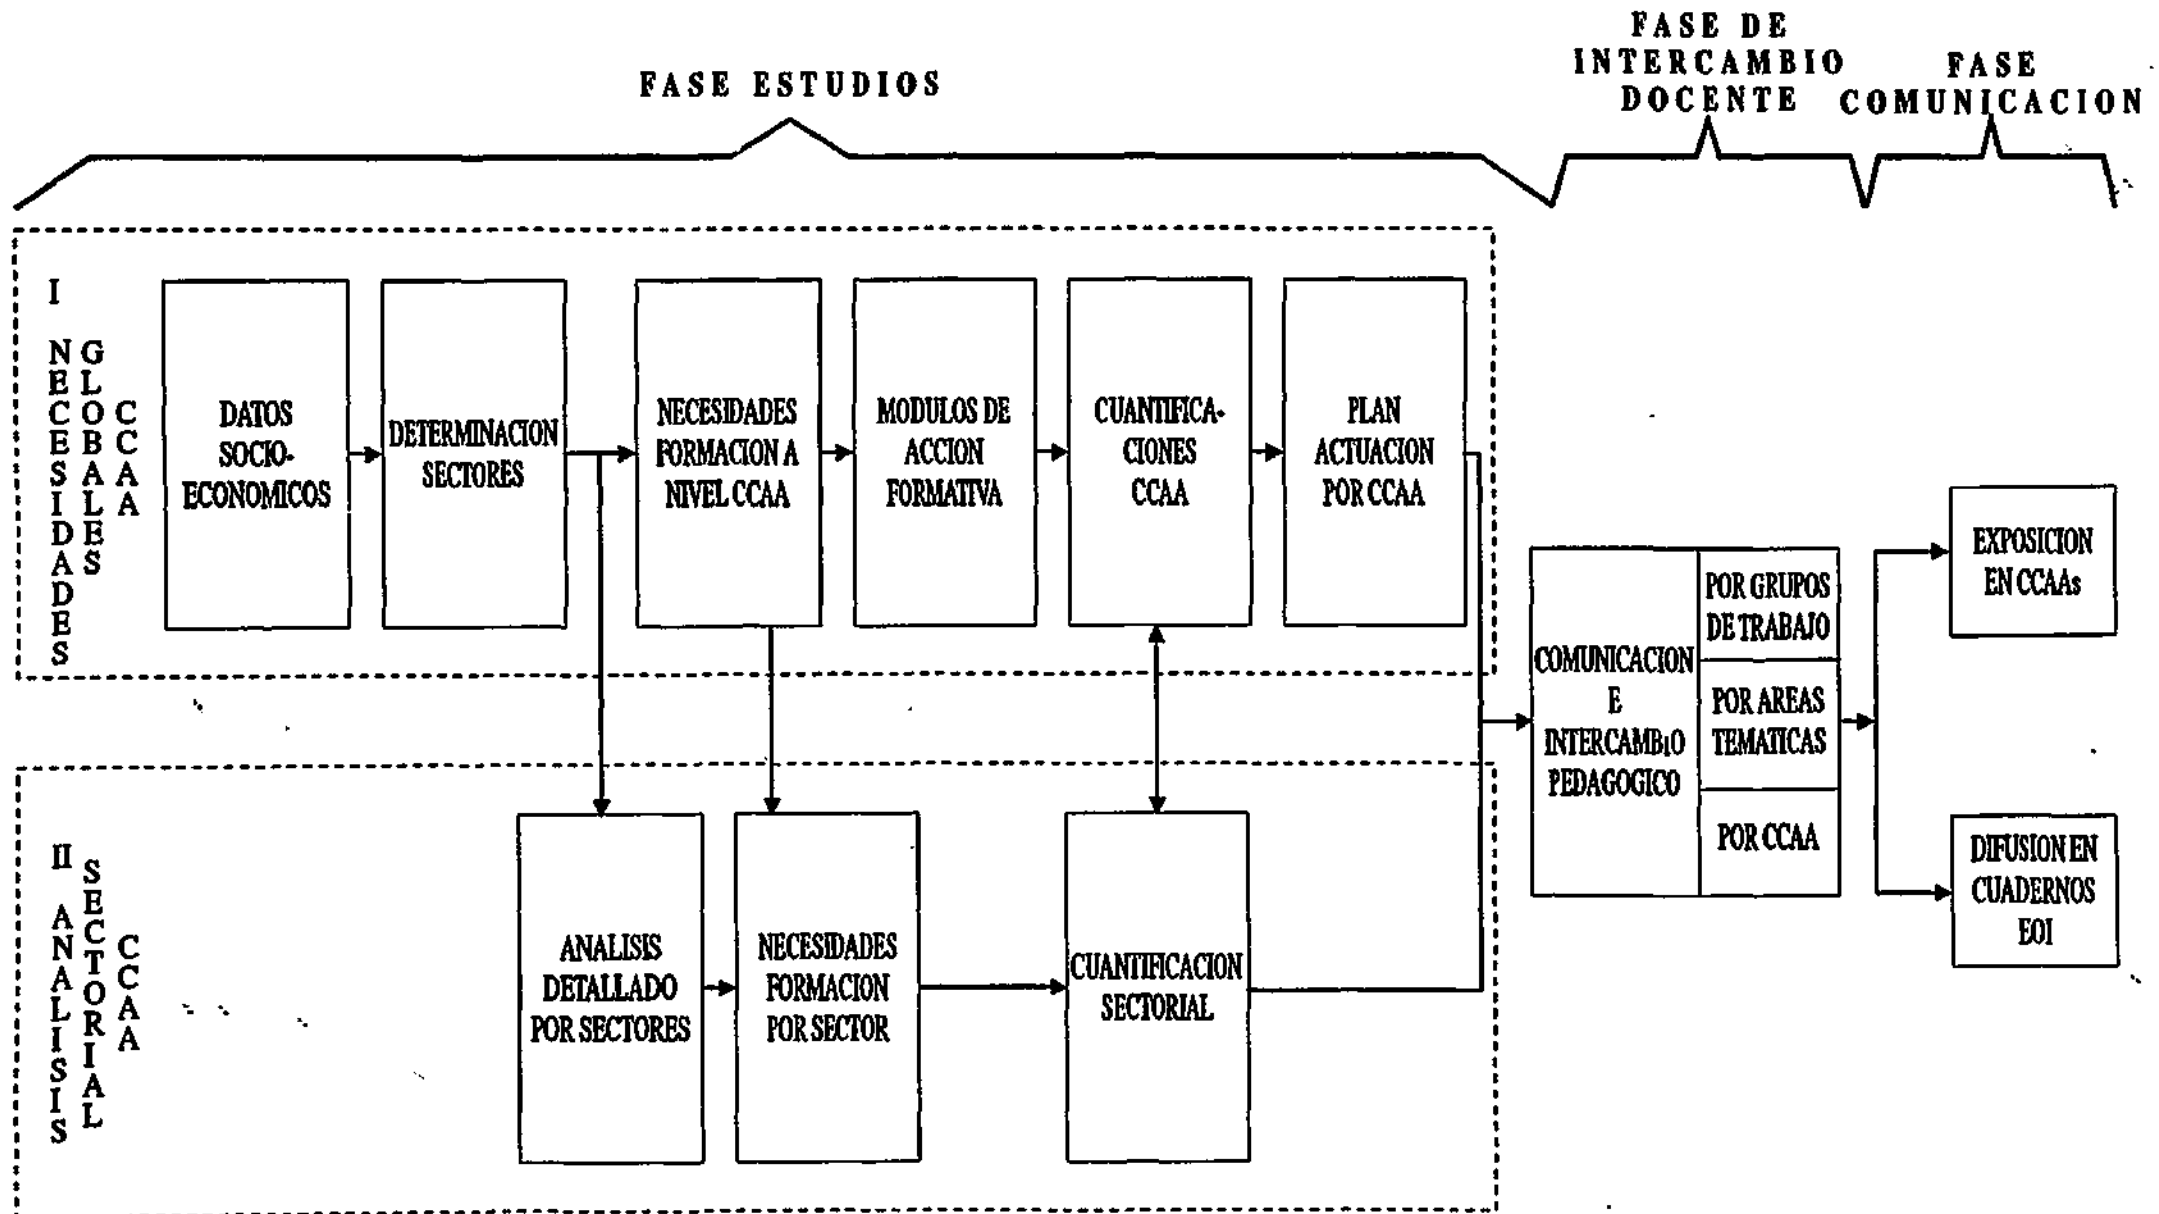 FASE ESTUDIOS
FASE DE
INTERCAMBIO
DOCENTE
FASE
COMUNICACION
I NECESIDADES
GLOBALES
CCAA
DATOS
SOCIO-
ECONOMICOS
DETERMINACION
SECTORES
NECESIDADES
FORMACION A
NIVEL CCAA
MODULOS DE
ACCION
FORMATIVA
CUANTIFICA-
CIONES
CCAA
PLAN
ACTUACION
POR CCAA
COMUNICACION
E
INTERCAMBIO
PEDAGOGICO
POR GRUPOS
DE TRABAJO
POR AREAS
TEMATICAS
POR CCAA
EXPOSICION
EN CCAAs
DIFUSION EN
CUADERNOS
EOI
II ANALISIS
SECTORIAL
CCAA
ANALISIS
DETALLADO
POR SECTORES
NECESIDADES
FORMACION
POR SECTOR
CUANTIFICACION
SECTORIAL